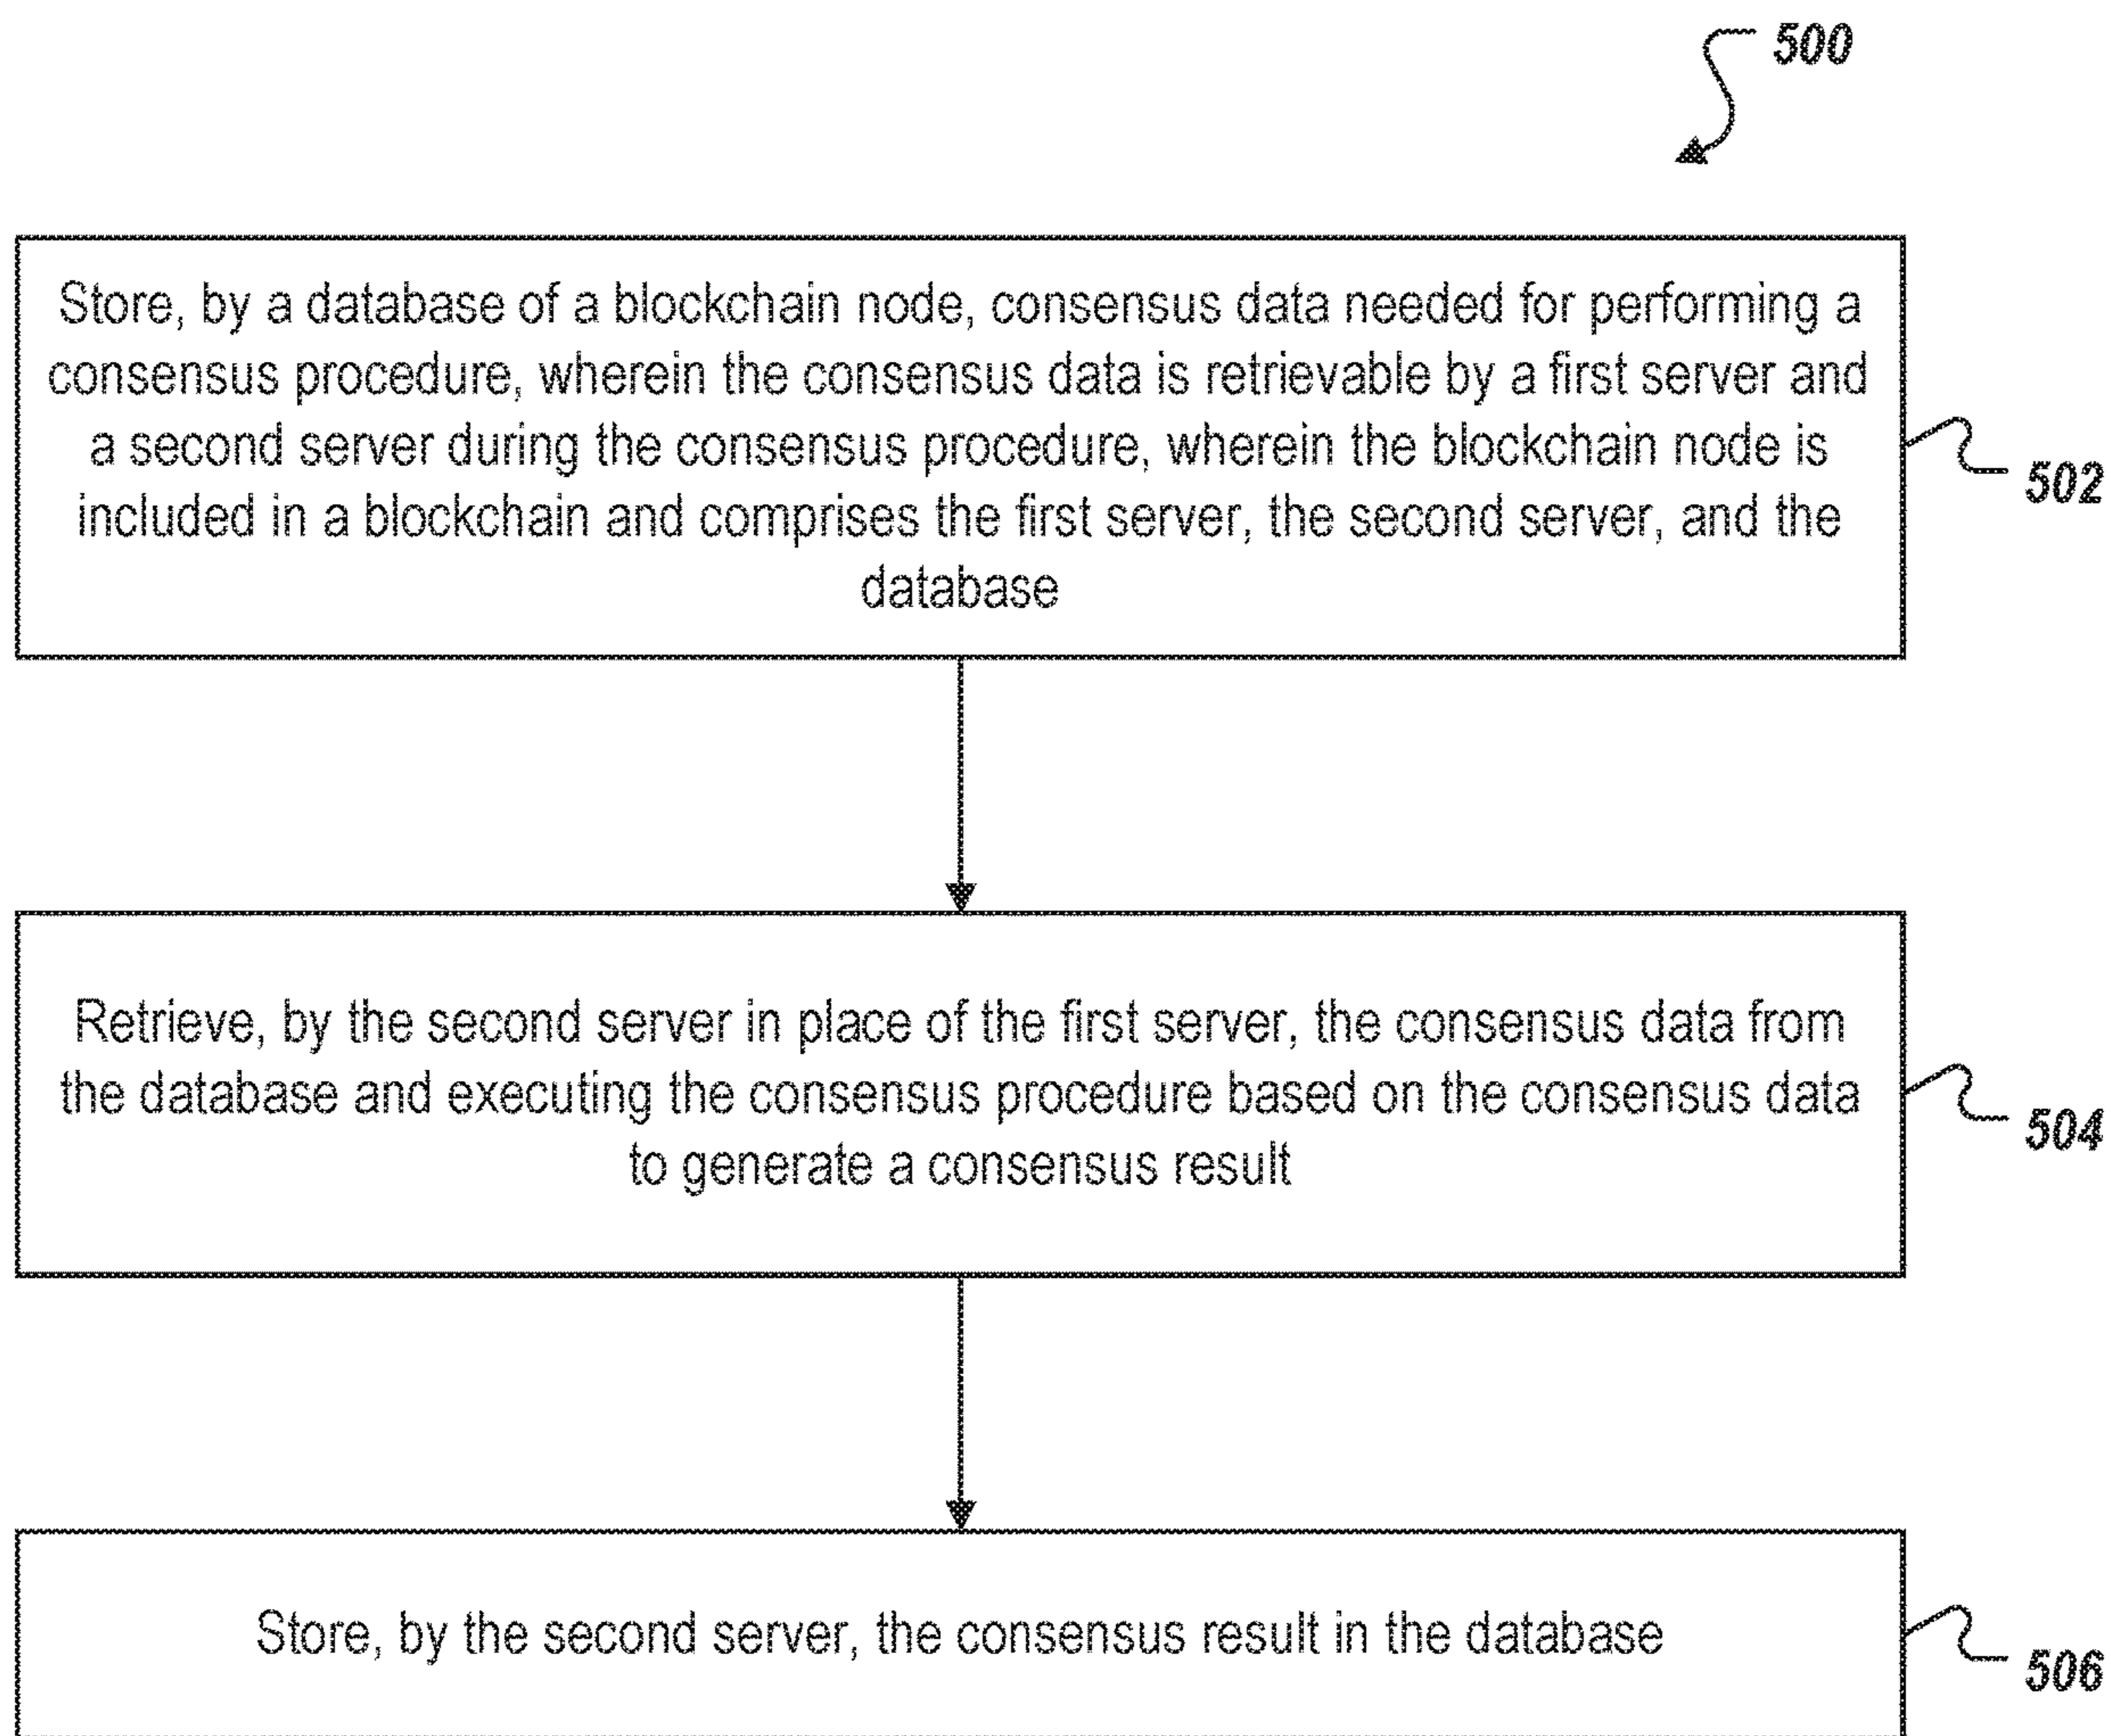 500
Store, by a database of a blockchain node, consensus data needed for performing a
consensus procedure, wherein the consensus data is retrievable by a first server and
a second server during the consensus procedure, wherein the blockchain node is
included in a blockchain and comprises the first server, the second server, and the
database
502
Retrieve, by the second server in place of the first server, the consensus data from
the database and executing the consensus procedure based on the consensus data
to generate a consensus result
504
Store, by the second server, the consensus result in the database
506